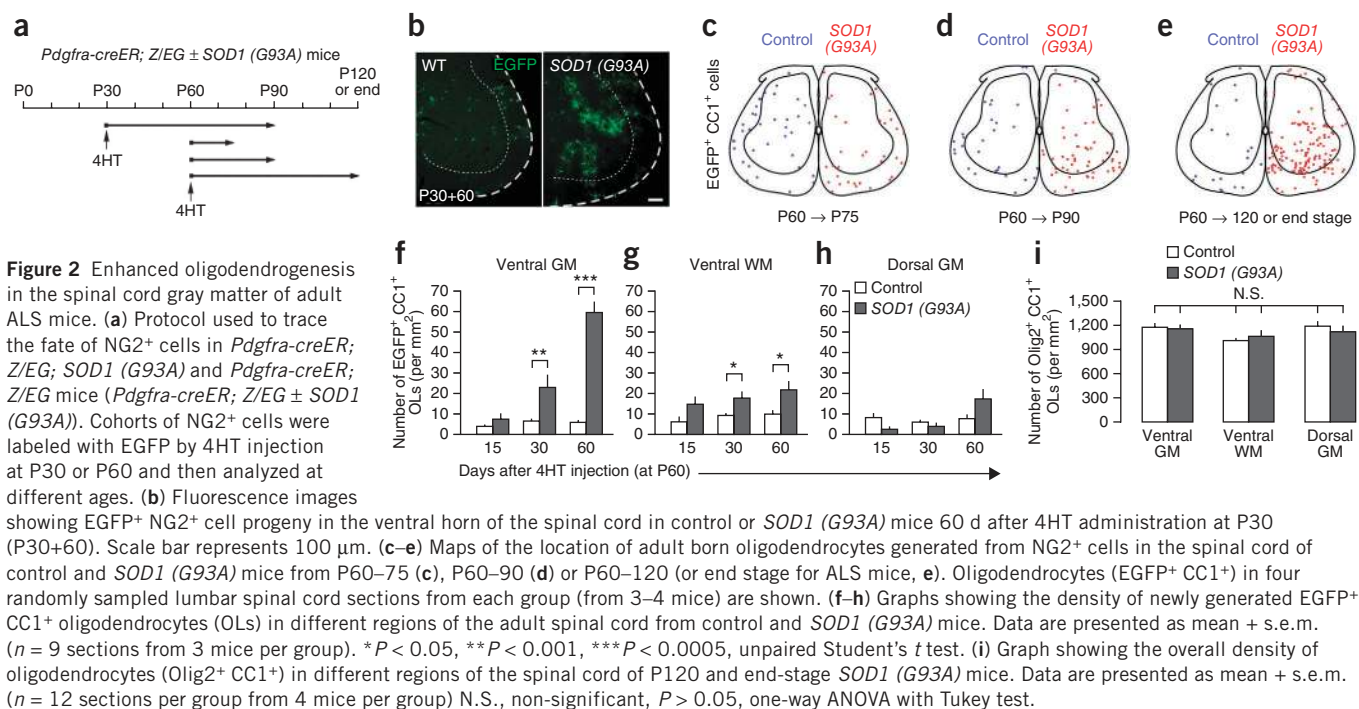 a
Pdgfra-creER; Z/EG ± SOD1 (G93A) mice
P0 P30 P60 P90 P120 or end
4HT
4HT
b
WT EGFP SOD1 (G93A)
P30+60
c
Control SOD1 (G93A)
EGFP+ CC1+ cells
P60 → P75
d
Control SOD1 (G93A)
P60 → P90
e
Control SOD1 (G93A)
P60 → 120 or end stage
Figure 2 Enhanced oligodendrogenesis
in the spinal cord gray matter of adult
ALS mice. (a) Protocol used to trace
the fate of NG2+ cells in Pdgfra-creER;
Z/EG; SOD1 (G93A) and Pdgfra-creER;
Z/EG mice (Pdgfra-creER; Z/EG ± SOD1
(G93A)). Cohorts of NG2+ cells were
labeled with EGFP by 4HT injection
at P30 or P60 and then analyzed at
different ages. (b) Fluorescence images
f
Ventral GM
Number of EGFP+ CC1+
OLs (per mm2)
70
60
50
40
30
20
10
0
** ***
15 30 60
g
Ventral WM
70
60
50
40
30
20
10
0
* *
15 30 60
h
Dorsal GM
Control
SOD1 (G93A)
70
60
50
40
30
20
10
0
15 30 60
Days after 4HT injection (at P60)
i
Control
SOD1 (G93A)
N.S.
Number of Olig2+ CC1+
OLs (per mm2)
1,500
1,200
900
600
300
0
Ventral GM Ventral WM Dorsal GM
showing EGFP+ NG2+ cell progeny in the ventral horn of the spinal cord in control or SOD1 (G93A) mice 60 d after 4HT administration at P30
(P30+60). Scale bar represents 100 μm. (c–e) Maps of the location of adult born oligodendrocytes generated from NG2+ cells in the spinal cord of
control and SOD1 (G93A) mice from P60–75 (c), P60–90 (d) or P60–120 (or end stage for ALS mice, e). Oligodendrocytes (EGFP+ CC1+) in four
randomly sampled lumbar spinal cord sections from each group (from 3–4 mice) are shown. (f–h) Graphs showing the density of newly generated EGFP+
CC1+ oligodendrocytes (OLs) in different regions of the adult spinal cord from control and SOD1 (G93A) mice. Data are presented as mean + s.e.m.
(n = 9 sections from 3 mice per group). *P < 0.05, **P < 0.001, ***P < 0.0005, unpaired Student's t test. (i) Graph showing the overall density of
oligodendrocytes (Olig2+ CC1+) in different regions of the spinal cord of P120 and end-stage SOD1 (G93A) mice. Data are presented as mean + s.e.m.
(n = 12 sections per group from 4 mice per group) N.S., non-significant, P > 0.05, one-way ANOVA with Tukey test.